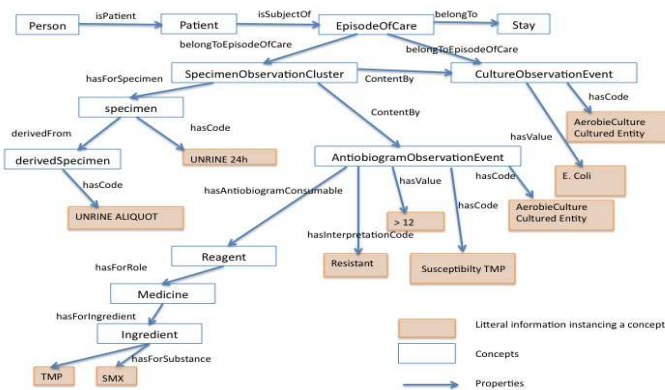 isPatient
isSubjectOf
belongTo
Person
Patient
EpisodeOfCare
Stay
belongToEpisodeOfCare
belongToEpisodeOfCare
hasForSpecimen
SpecimenObservationCluster
ContentBy
CultureObservationEvent
specimen
ContentBy
hasCode
AerobieCulture
Cultured Entity
derivedFrom
hasCode
hasValue
derivedSpecimen
UNRINE 24h
AntiobiogramObservationEvent
E. Coli
hasCode
hasAntiobiogramConsumable
hasValue
hasCode
hasCode
AerobieCulture
Cultured Entity
UNRINE ALIQUOT
> 12
hasInterpretationCode
Reagent
Resistant
Susceptibilty TMP
hasForRole
Medicine
hasForIngredient
Ingredient
hasForSubstance
TMP
SMX
Litteral information instancing a concept
Concepts
Properties